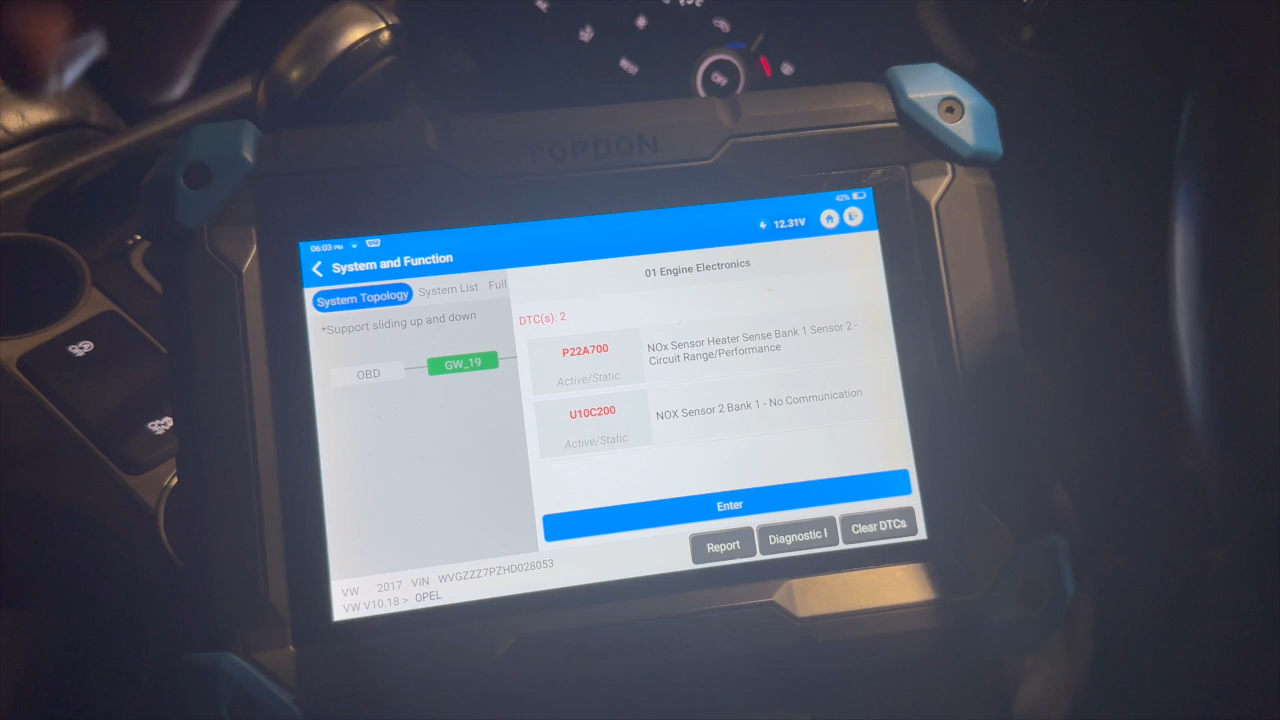 OFF
TOPDON
06:03 PM
42%
12.31V
System and Function
System Topology
System List
Full
*Support sliding up and down
OBD
GW_19
01 Engine Electronics
DTC(s): 2
P22A700
Active/Static
NOx Sensor Heater Sense Bank 1 Sensor 2 -
Circuit Range/Performance
U10C200
Active/Static
NOX Sensor 2 Bank 1 - No Communication
Enter
Report
Diagnostic I
Clear DTCs
VW 2017 VIN WVGZZZ7PZHD028053
VW V10.18 > OPEL